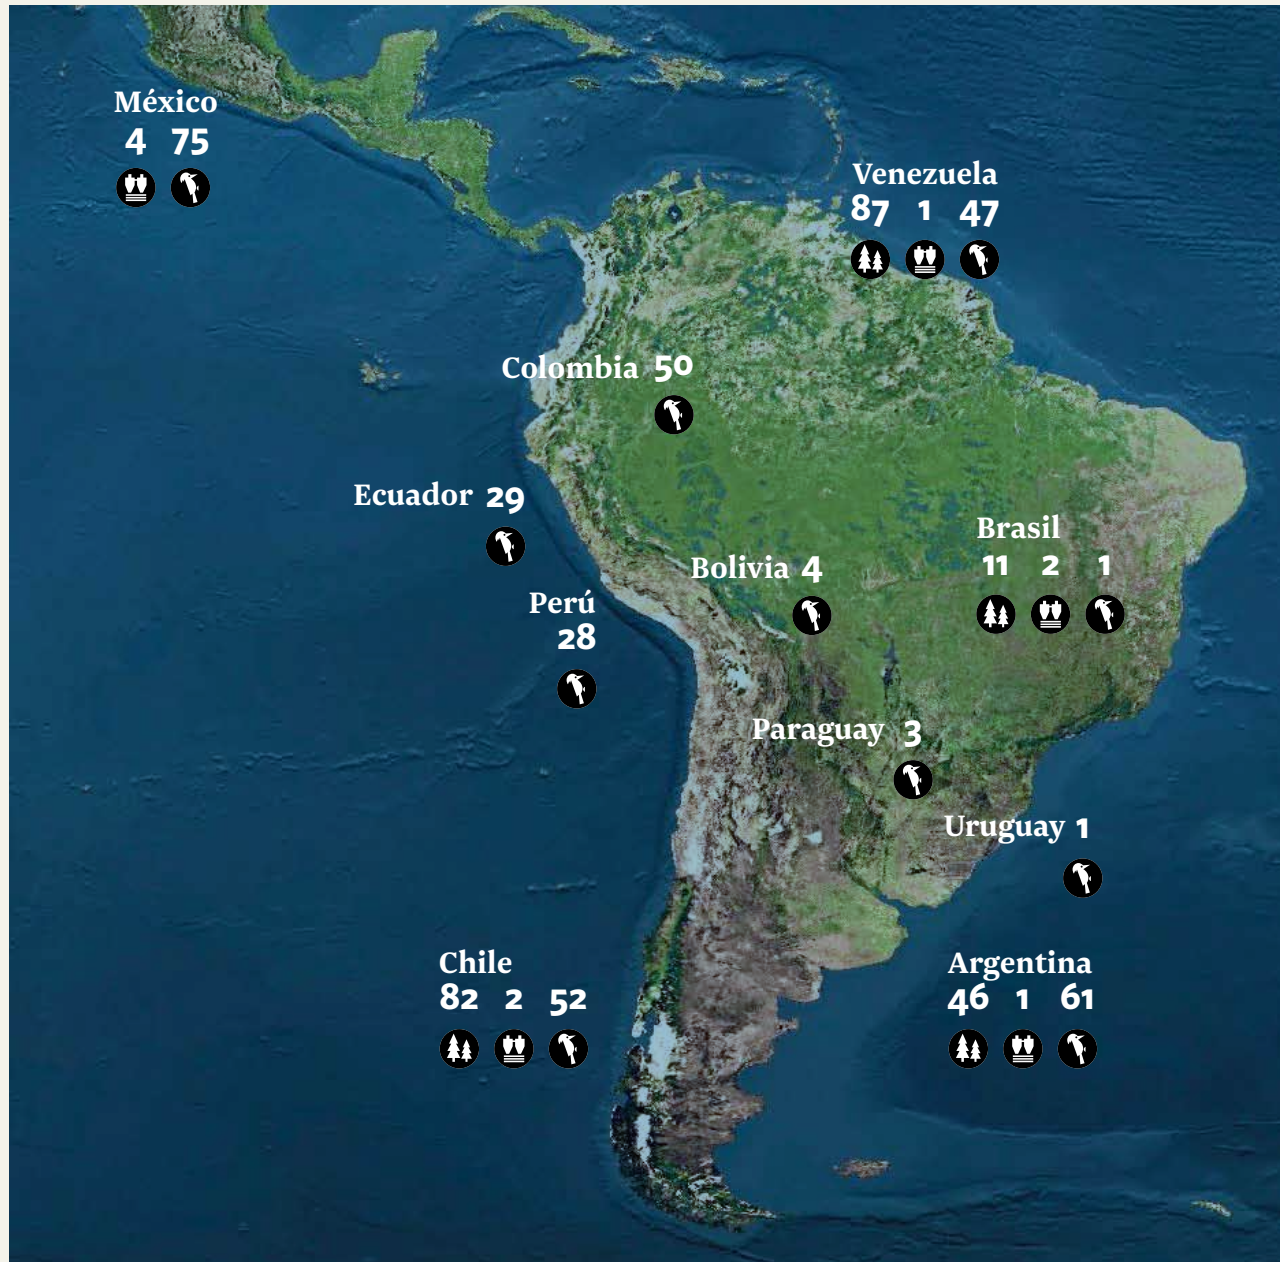 México
4 75
Venezuela
87 1 47
Colombia 50
Ecuador 29
Brasil
11 2 1
Bolivia 4
Perú
28
Paraguay 3
Uruguay 1
Chile
82 2 52
Argentina
46 1 61